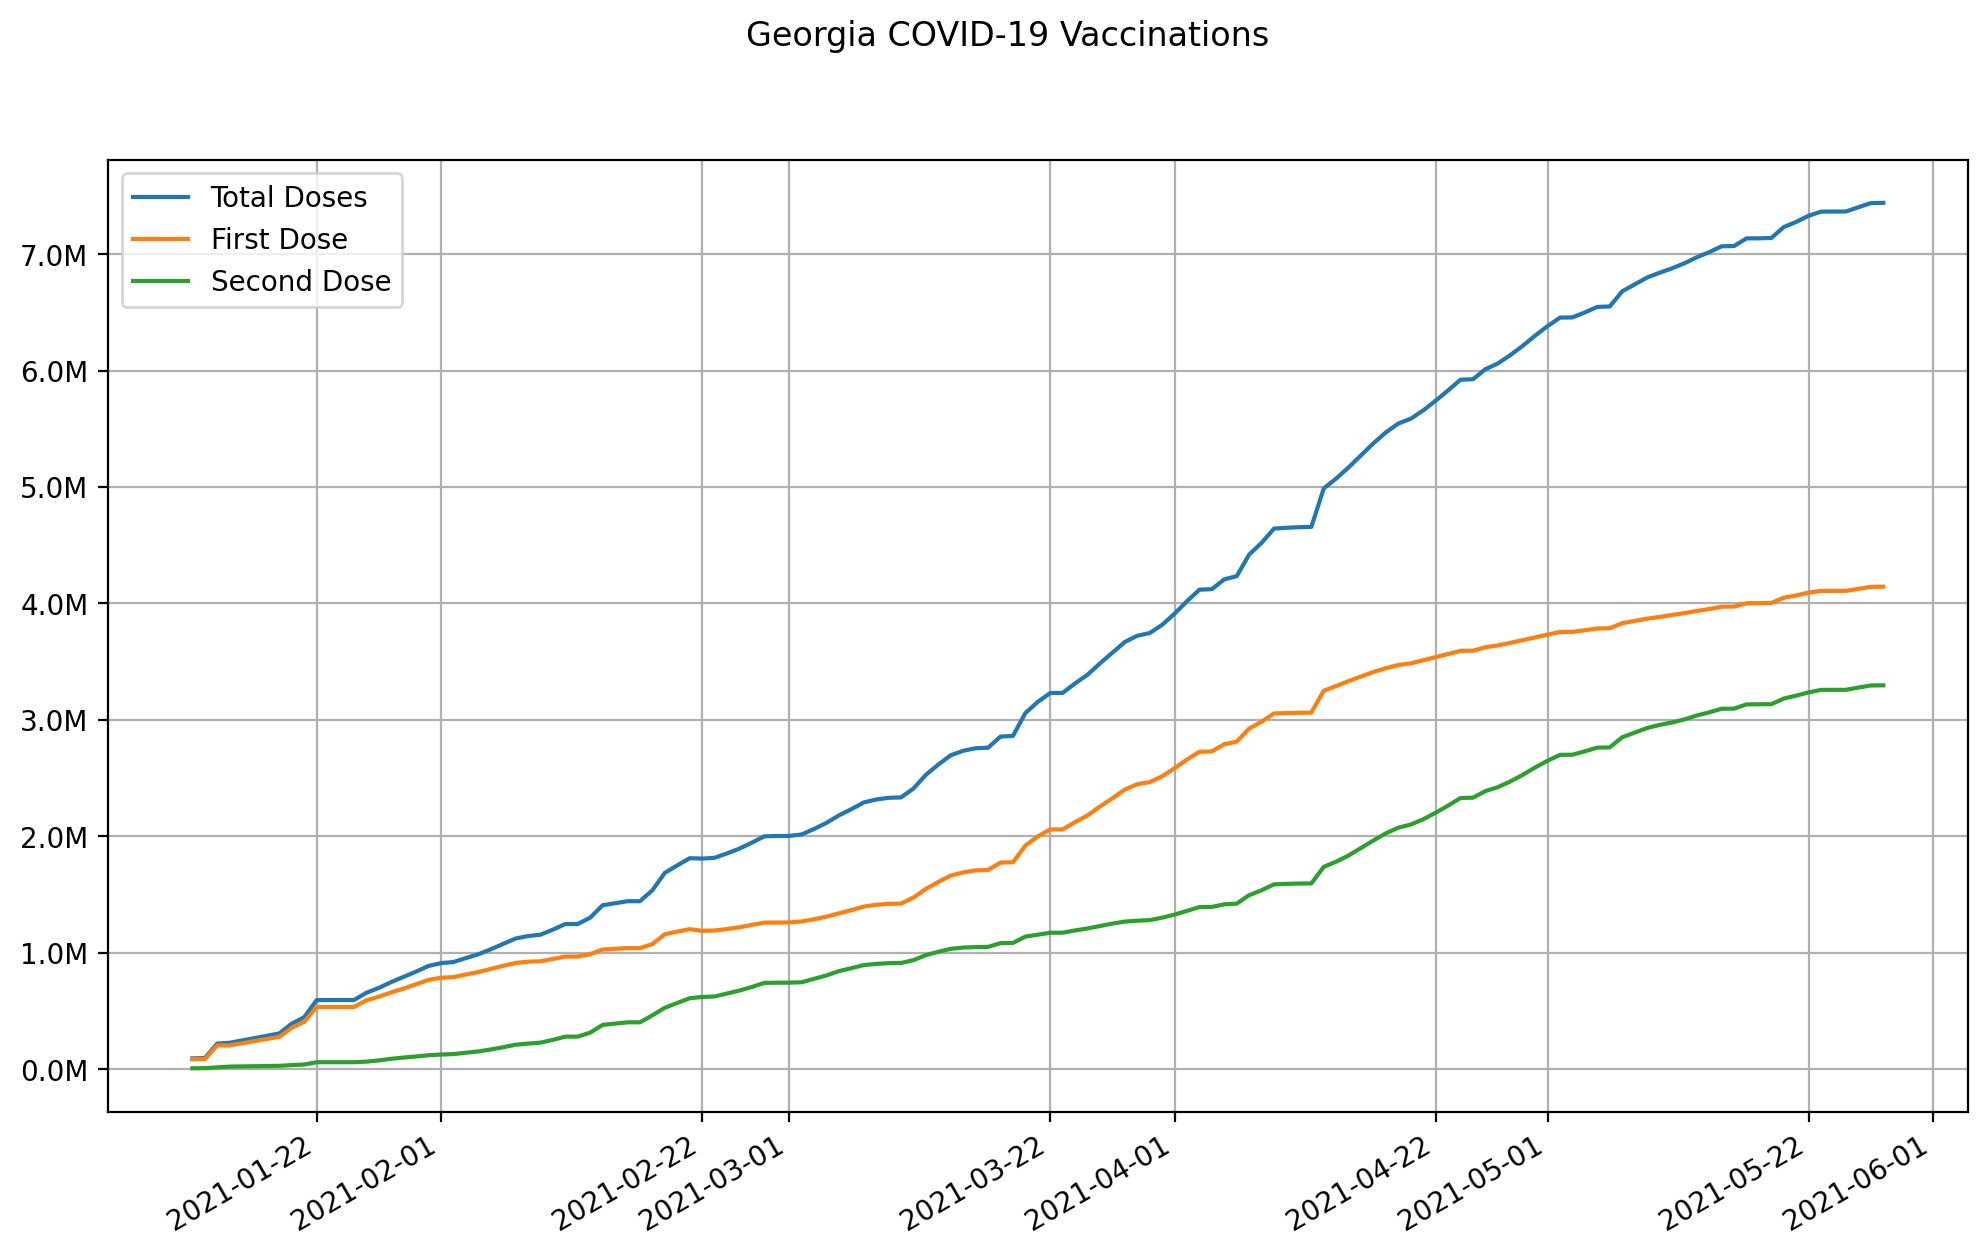 Georgia COVID-19 Vaccinations
Total Doses
First Dose
Second Dose
7.0M
6.0M
5.0M
4.0M
3.0M
2.0M
1.0M
0.0M
2021-01-22
2021-02-01
2021-02-22
2021-03-01
2021-03-22
2021-04-01
2021-04-22
2021-05-01
2021-05-22
2021-06-01